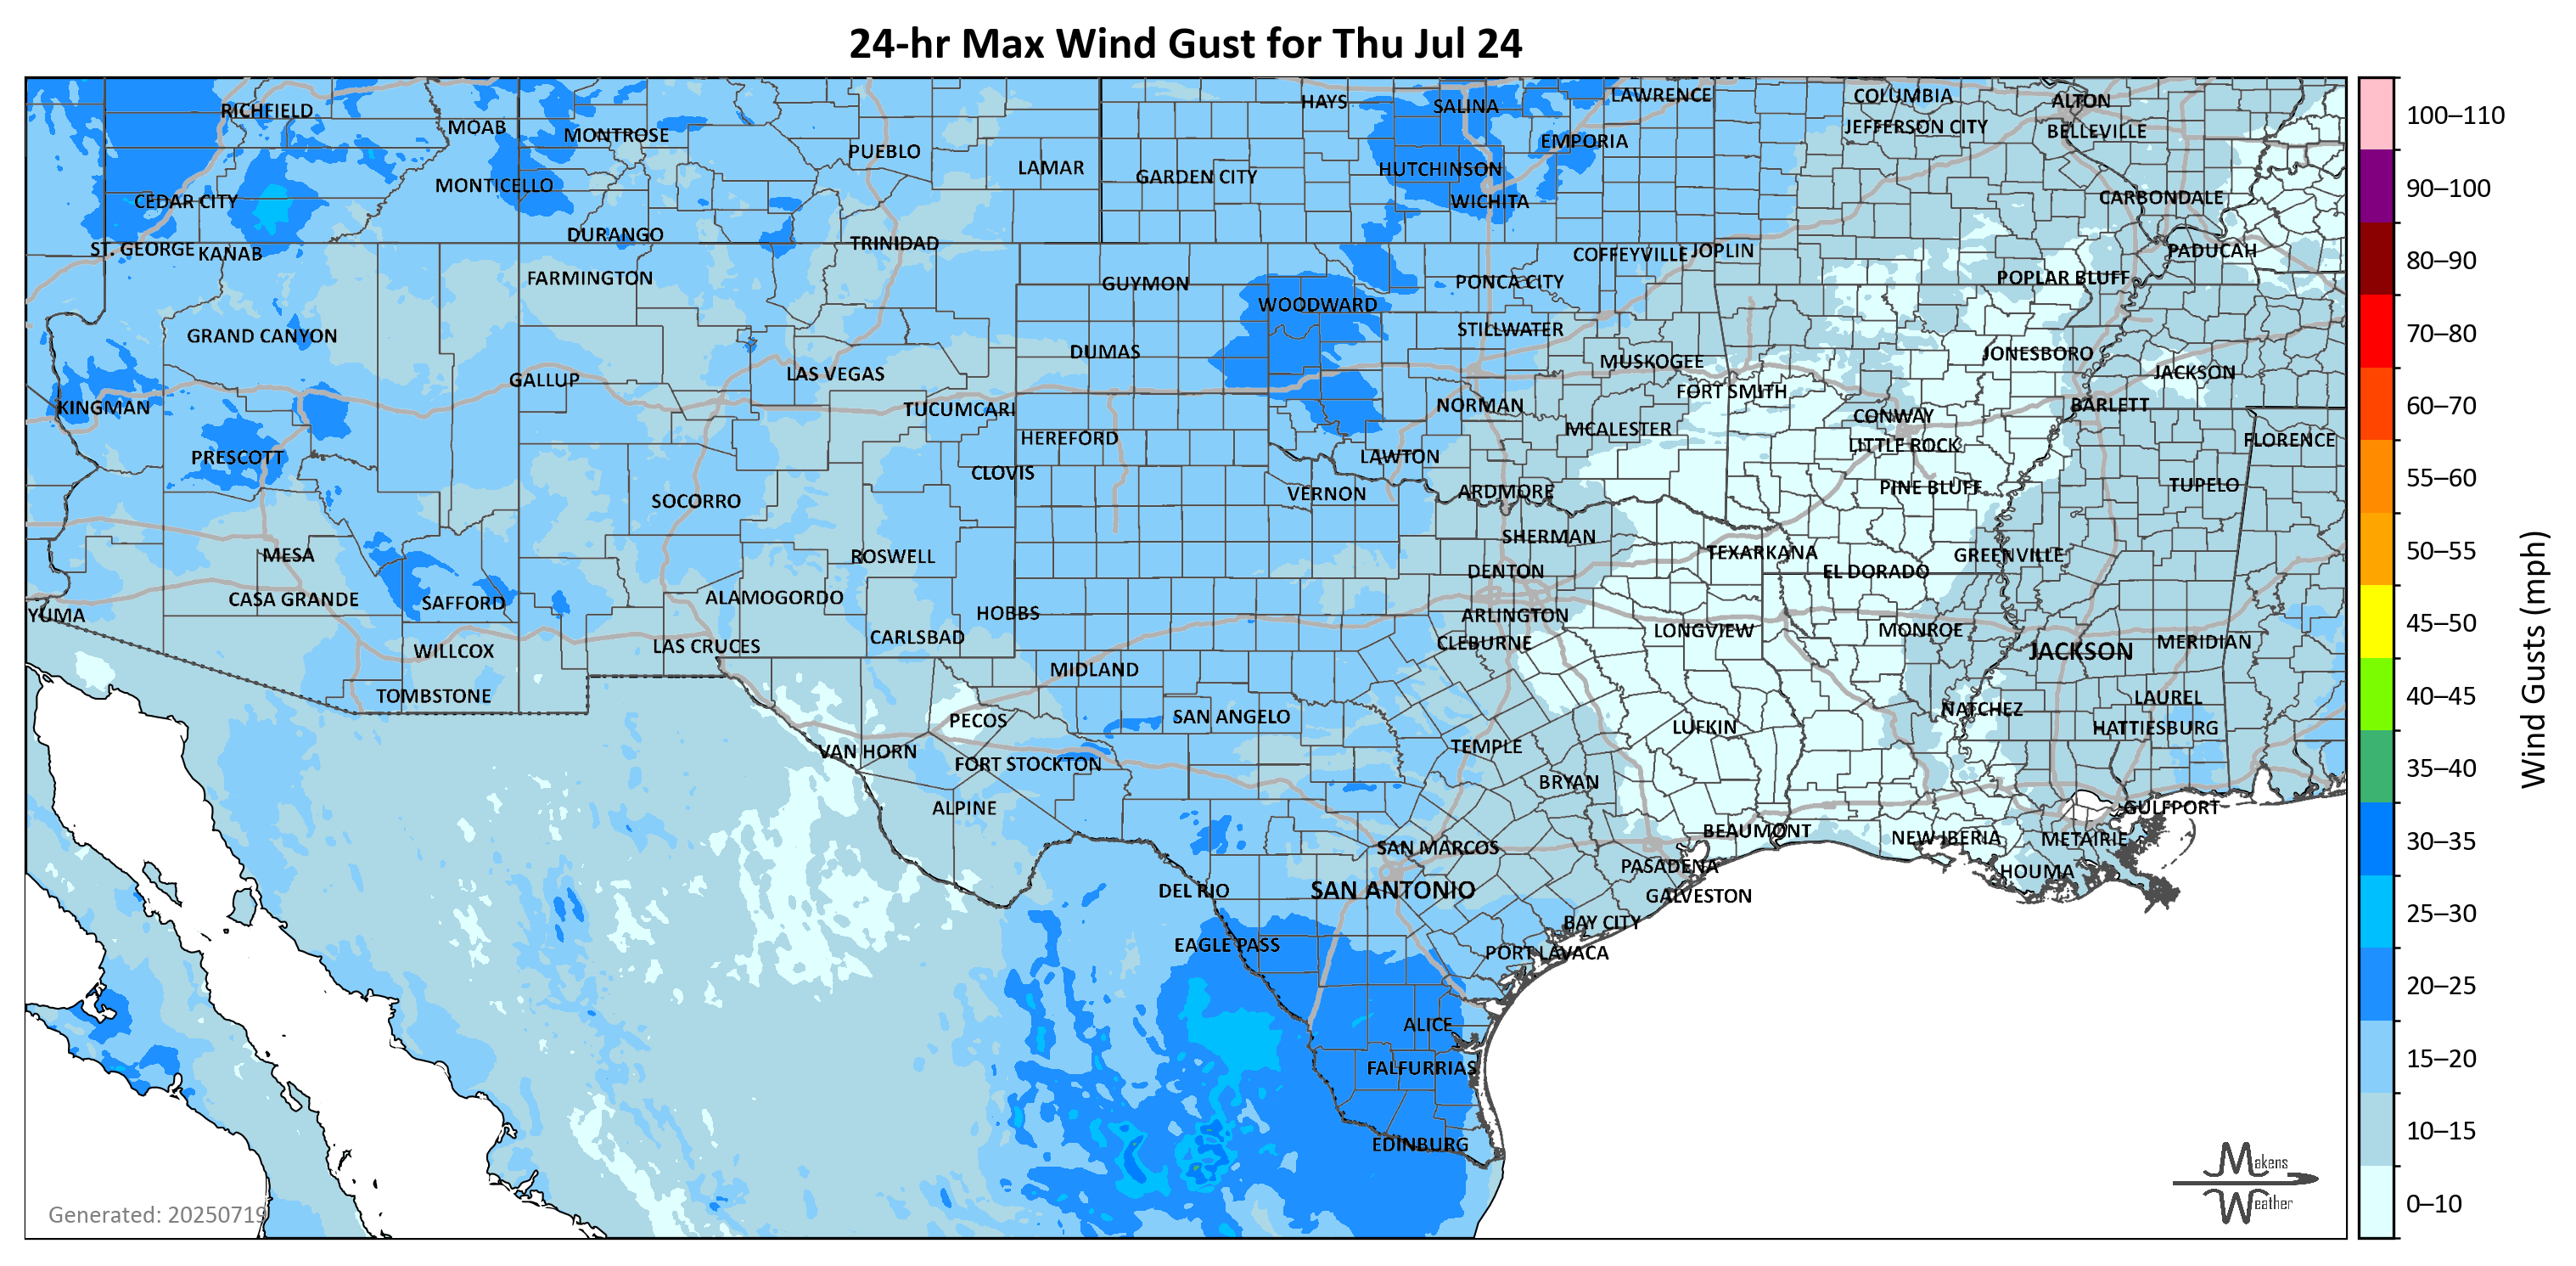 24-hr Max Wind Gust for Thu Jul 24
RICHFIELD
MOAB
MONTROSE
PUEBLO
LAMAR
HAYS
SALINA
LAWRENCE
COLUMBIA
ALTON
JEFFERSON CITY
BELLEVILLE
EMPORIA
GARDEN CITY
HUTCHINSON
MONTICELLO
CEDAR CITY
WICHITA
CARBONDALE
DURANGO
TRINIDAD
ST. GEORGE
KANAB
COFFEYVILLE
JOPLIN
PADUCAH
FARMINGTON
GUYMON
PONCA CITY
POPLAR BLUFF
WOODWARD
GRAND CANYON
STILLWATER
DUMAS
MUSKOGEE
JONESBORO
GALLUP
LAS VEGAS
JACKSON
FORT SMITH
KINGMAN
TUCUMCARI
NORMAN
CONWAY
BARLETT
HEREFORD
MCALESTER
LITTLE ROCK
FLORENCE
PRESCOTT
CLOVIS
LAWTON
SOCORRO
VERNON
ARDMORE
PINE BLUFF
TUPELO
MESA
ROSWELL
SHERMAN
TEXARKANA
GREENVILLE
DENTON
EL DORADO
CASA GRANDE
SAFFORD
ALAMOGORDO
HOBBS
ARLINGTON
YUMA
CARLSBAD
CLEBURNE
LONGVIEW
MONROE
MERIDIAN
WILLCOX
LAS CRUCES
MIDLAND
JACKSON
TOMBSTONE
PECOS
SAN ANGELO
NATCHEZ
LAUREL
VAN HORN
FORT STOCKTON
TEMPLE
LUFKIN
HATTIESBURG
BRYAN
ALPINE
GULFPORT
SAN MARCOS
BEAUMONT
NEW IBERIA
METAIRIE
PASADENA
HOUMA
DEL RIO
SAN ANTONIO
GALVESTON
EAGLE PASS
BAY CITY
PORT LAVACA
ALICE
FALFURRIAS
EDINBURG
Generated: 20250719
Makens
Weather
100–110
90–100
80–90
70–80
60–70
55–60
50–55
45–50
40–45
35–40
30–35
25–30
20–25
15–20
10–15
0–10
Wind Gusts (mph)